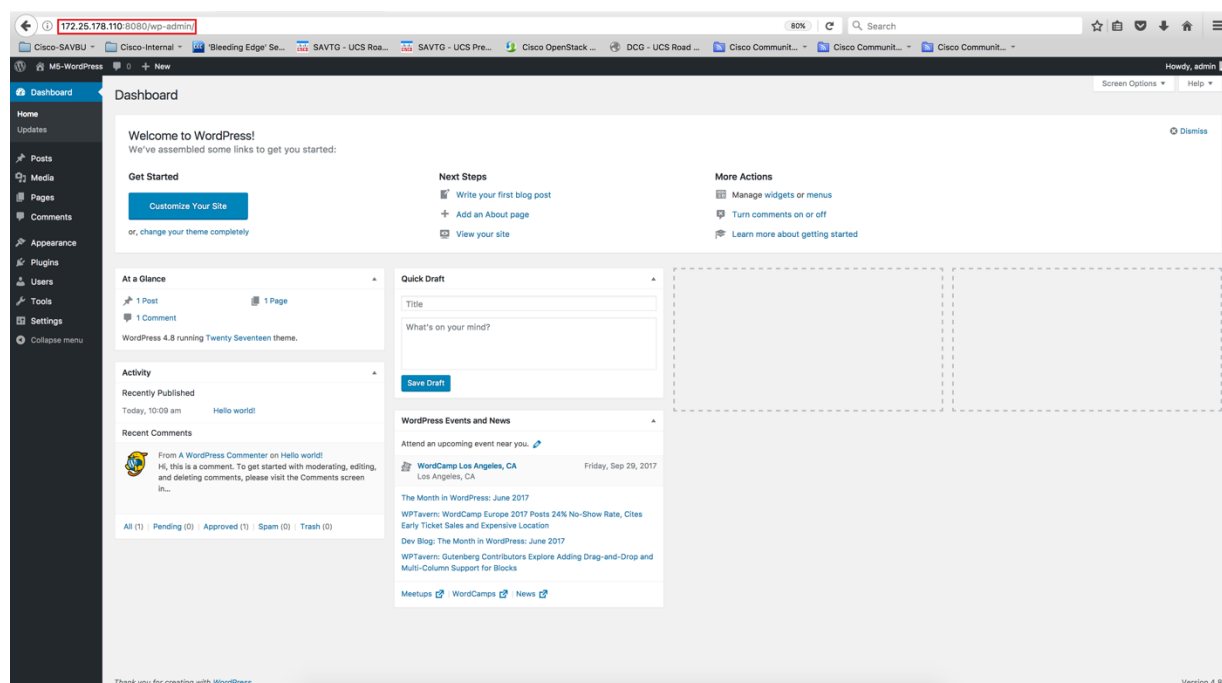 172.25.178.110:8080/wp-admin/
80%
Search
Cisco-SAVBU
Cisco-Internal
'Bleeding Edge' Se...
SAVTG - UCS Roa...
SAVTG - UCS Pre...
Cisco OpenStack ...
DCG - UCS Road ...
Cisco Communit...
Cisco Communit...
Cisco Communit...
M5-WordPress
0
+ New
Howdy, admin
Screen Options
Help
Dashboard
Home
Updates
Posts
Media
Pages
Comments
Appearance
Plugins
Users
Tools
Settings
Collapse menu
Dashboard
Welcome to WordPress!
We've assembled some links to get you started:
Dismiss
Get Started
Customize Your Site
or, change your theme completely
Next Steps
Write your first blog post
Add an About page
View your site
More Actions
Manage widgets or menus
Turn comments on or off
Learn more about getting started
At a Glance
1 Post
1 Page
1 Comment
WordPress 4.8 running Twenty Seventeen theme.
Activity
Recently Published
Today, 10:09 am Hello world!
Recent Comments
From A WordPress Commenter on Hello world!
Hi, this is a comment. To get started with moderating, editing,
and deleting comments, please visit the Comments screen
in...
All (1) | Pending (0) | Approved (1) | Spam (0) | Trash (0)
Quick Draft
Title
What's on your mind?
Save Draft
WordPress Events and News
Attend an upcoming event near you.
WordCamp Los Angeles, CA Friday, Sep 29, 2017
Los Angeles, CA
The Month in WordPress: June 2017
WPTavern: WordCamp Europe 2017 Posts 24% No-Show Rate, Cites
Early Ticket Sales and Expensive Location
Dev Blog: The Month in WordPress: June 2017
WPTavern: Gutenberg Contributors Explore Adding Drag-and-Drop and
Multi-Column Support for Blocks
Meetups | WordCamps | News
Thank you for creating with WordPress
Version 4.8